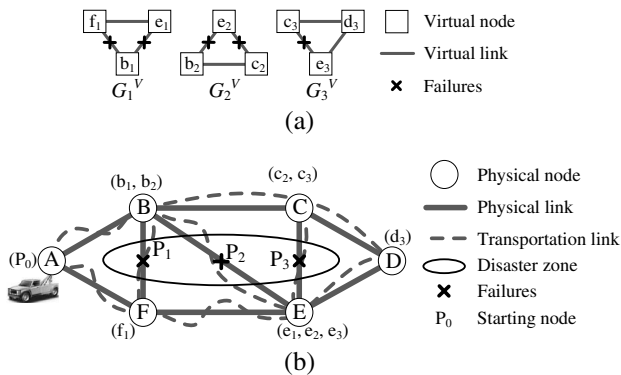 f₁ e₁ e₂ c₃ d₃ Virtual node
Virtual link
b₁ b₂ c₂ e₃ Failures
G₁ⱽ G₂ⱽ G₃ⱽ
(a)
(b₁, b₂) (c₂, c₃) Physical node
B C Physical link
Transportation link
(d₃)
(P₀) A P₁ P₂ P₃ D Disaster zone
Failures
F E P₀ Starting node
(f₁) (e₁, e₂, e₃)
(b)